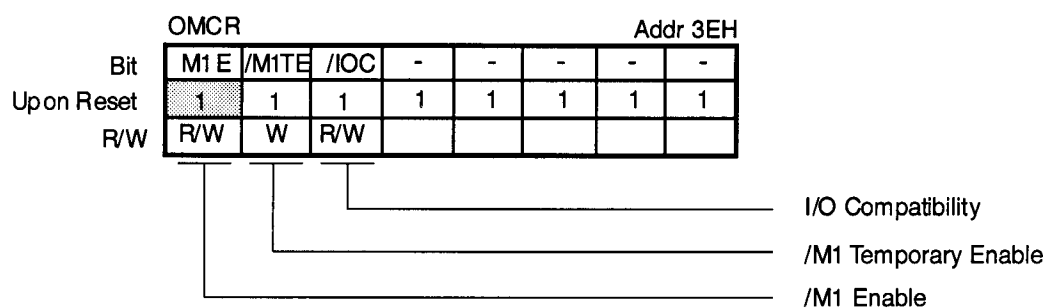 OMCR Addr 3EH
Bit M1E /M1TE /IOC - - - - -
Upon Reset 1 1 1 1 1 1 1 1
R/W R/W W R/W
I/O Compatibility
/M1 Temporary Enable
/M1 Enable